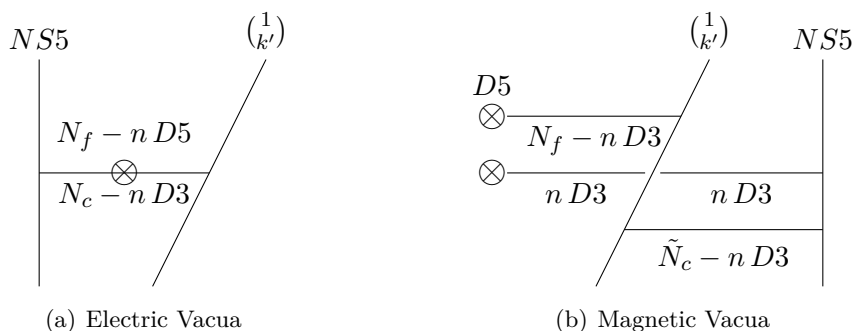 NS5
(1 k′)
N_f − n D5
N_c − n D3
(a) Electric Vacua
(1 k′)
NS5
D5
N_f − n D3
n D3
n D3
Ñ_c − n D3
(b) Magnetic Vacua